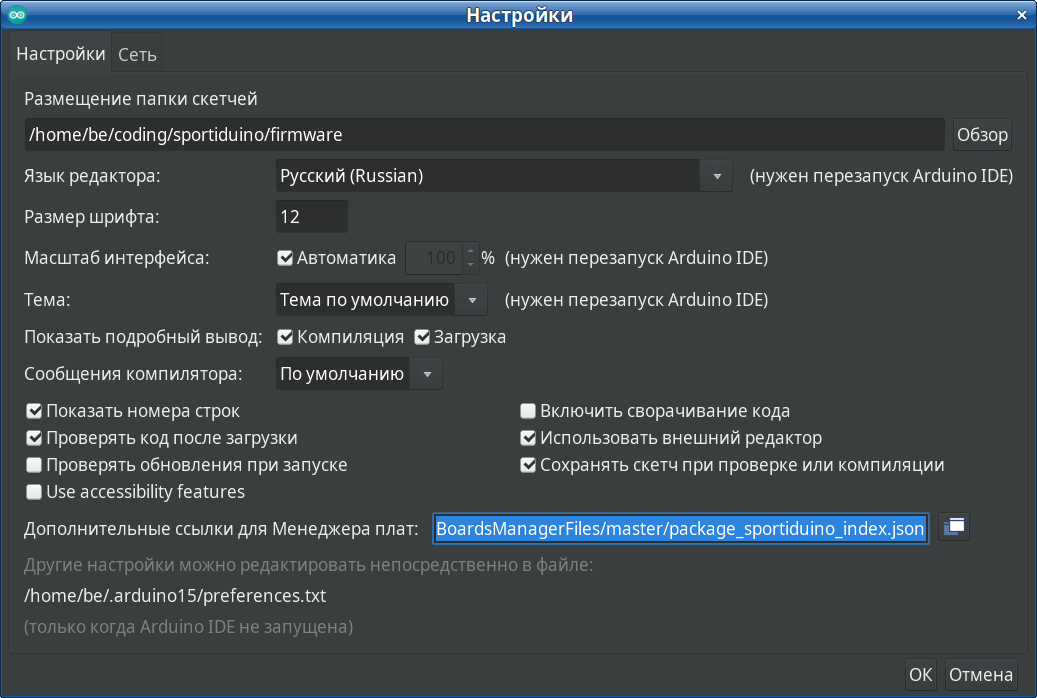 Настройки
Настройки Сеть
Размещение папки скетчей
/home/be/coding/sportiduino/firmware Обзор
Язык редактора: Русский (Russian) (нужен перезапуск Arduino IDE)
Размер шрифта: 12
Масштаб интерфейса: Автоматика 100 % (нужен перезапуск Arduino IDE)
Тема: Тема по умолчанию (нужен перезапуск Arduino IDE)
Показать подробный вывод: Компиляция Загрузка
Сообщения компилятора: По умолчанию
Показать номера строк Включить сворачивание кода
Проверять код после загрузки Использовать внешний редактор
Проверять обновления при запуске Сохранять скетч при проверке или компиляции
Use accessibility features
Дополнительные ссылки для Менеджера плат: BoardsManagerFiles/master/package_sportiduino_index.json
Другие настройки можно редактировать непосредственно в файле:
/home/be/.arduino15/preferences.txt
(только когда Arduino IDE не запущена)
OK Отмена